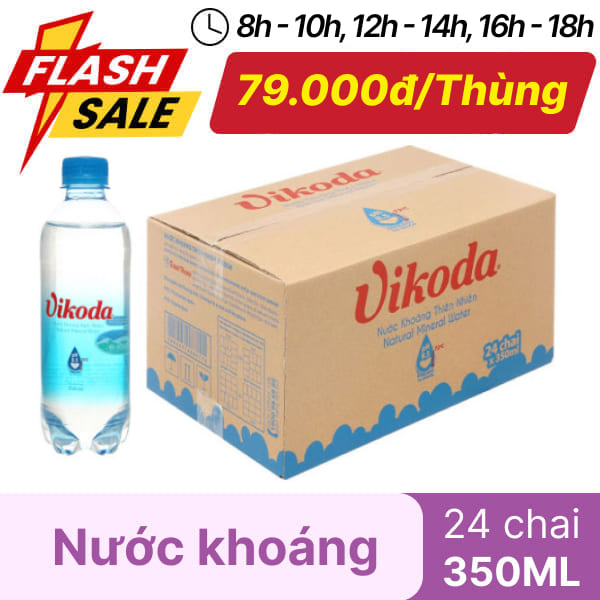 8h - 10h, 12h - 14h, 16h - 18h
FLASH
SALE
79.000đ/Thùng
Vikoda
Vikoda
Vikoda
Nước Khoáng Thiên Nhiên
Natural Mineral Water
24 chai
x 350ml
Nước khoáng
24 chai
350ML